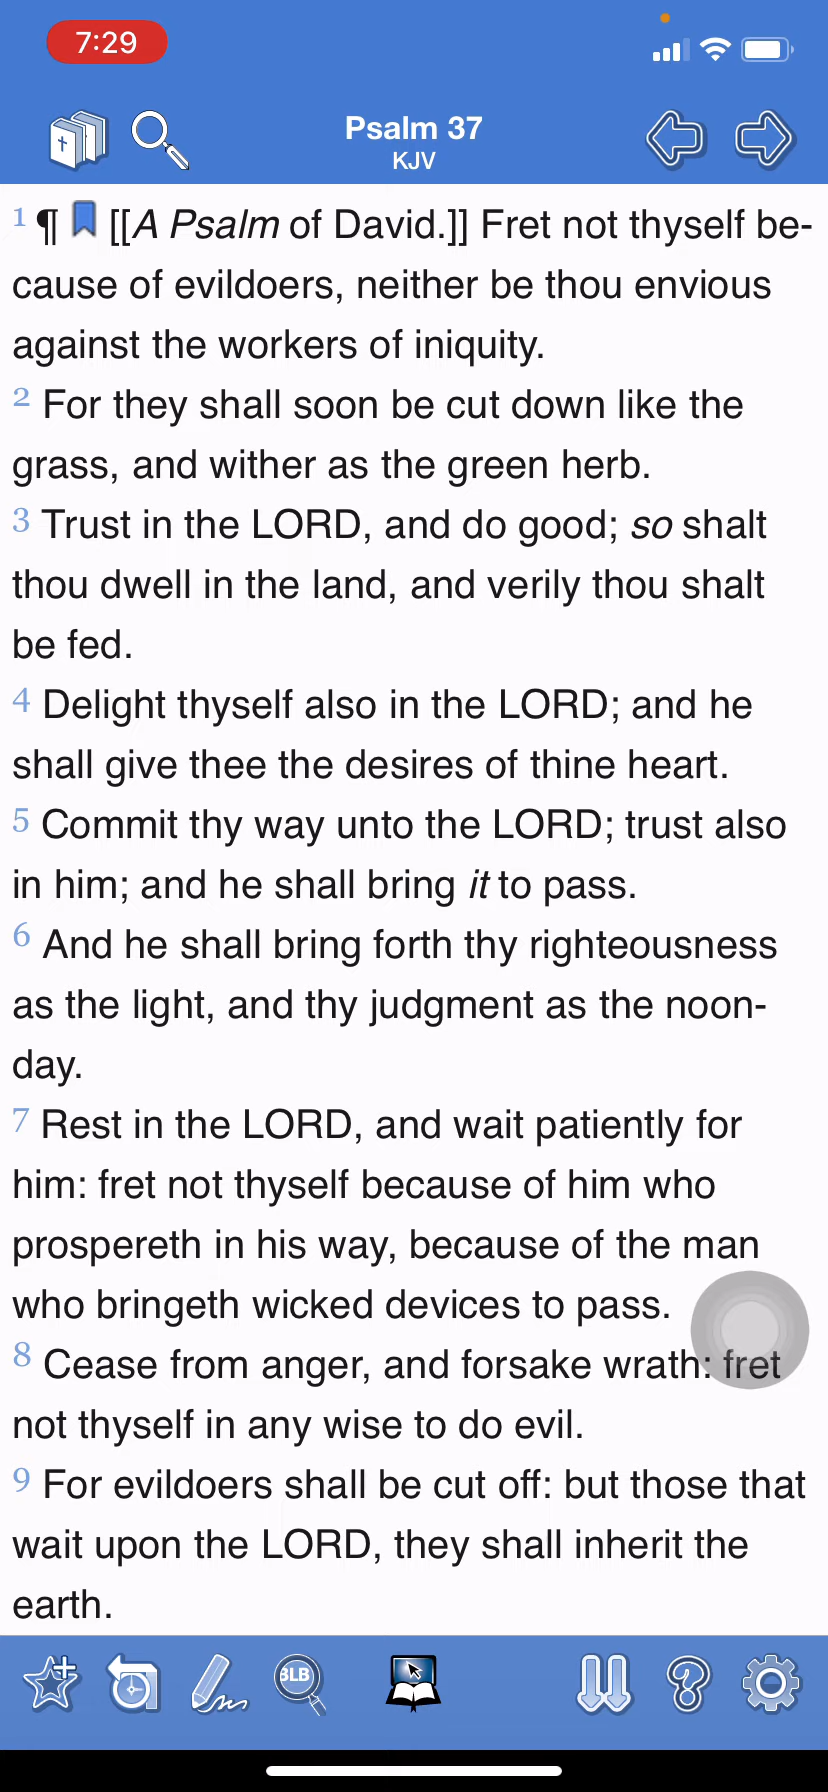 7:29
Psalm 37
KJV
1 ¶ [[A Psalm of David.]] Fret not thyself be-
cause of evildoers, neither be thou envious
against the workers of iniquity.
2 For they shall soon be cut down like the
grass, and wither as the green herb.
3 Trust in the LORD, and do good; so shalt
thou dwell in the land, and verily thou shalt
be fed.
4 Delight thyself also in the LORD; and he
shall give thee the desires of thine heart.
5 Commit thy way unto the LORD; trust also
in him; and he shall bring it to pass.
6 And he shall bring forth thy righteousness
as the light, and thy judgment as the noon-
day.
7 Rest in the LORD, and wait patiently for
him: fret not thyself because of him who
prospereth in his way, because of the man
who bringeth wicked devices to pass.
8 Cease from anger, and forsake wrath: fret
not thyself in any wise to do evil.
9 For evildoers shall be cut off: but those that
wait upon the LORD, they shall inherit the
earth.
BLB